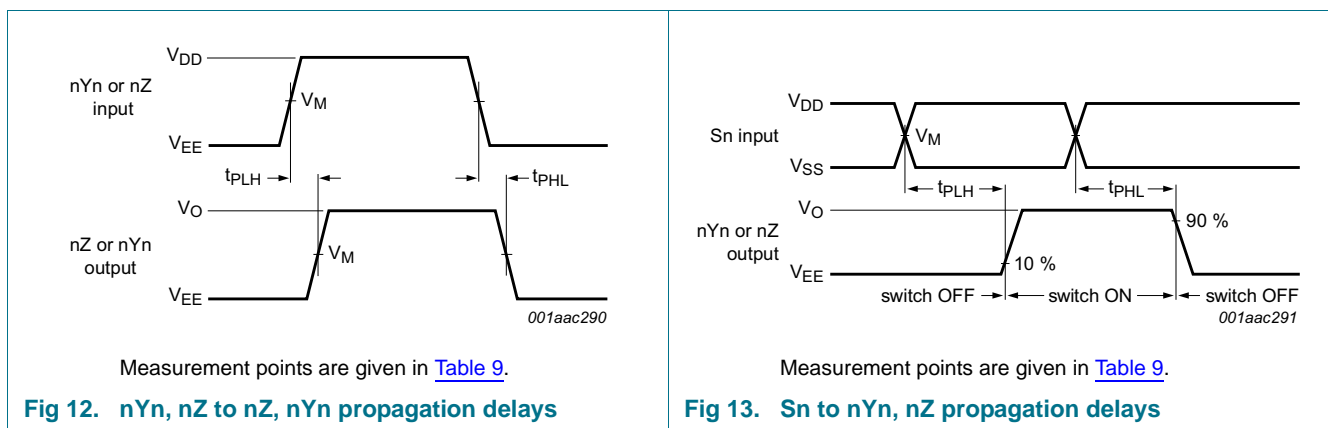 VDD
nYn or nZ
input
VM
VEE
tPLH
tPHL
VO
nZ or nYn
output
VM
VEE
001aac290
Measurement points are given in Table 9.
Fig 12. nYn, nZ to nZ, nYn propagation delays
VDD
Sn input
VM
VSS
tPLH
tPHL
VO
nYn or nZ
output
90 %
10 %
VEE
switch OFF
switch ON
switch OFF
001aac291
Measurement points are given in Table 9.
Fig 13. Sn to nYn, nZ propagation delays